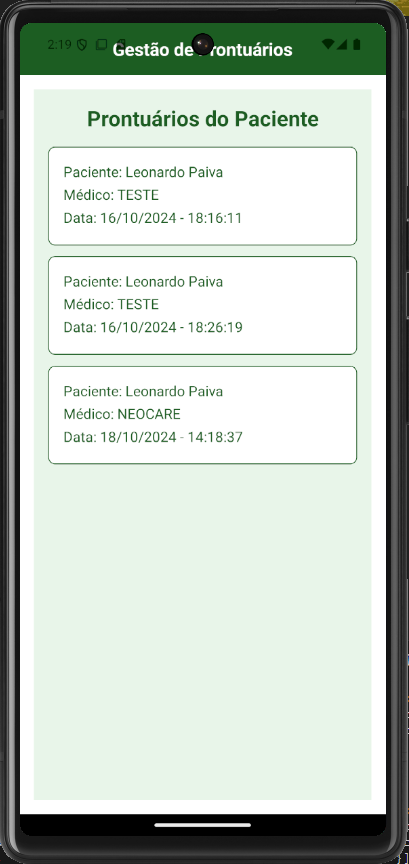 2:19
Gestão de Prontuários
Prontuários do Paciente
Paciente: Leonardo Paiva
Médico: TESTE
Data: 16/10/2024 - 18:16:11
Paciente: Leonardo Paiva
Médico: TESTE
Data: 16/10/2024 - 18:26:19
Paciente: Leonardo Paiva
Médico: NEOCARE
Data: 18/10/2024 - 14:18:37